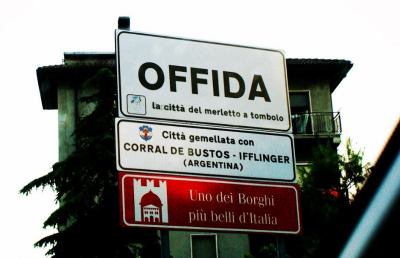 OFFIDA
la città del merletto a tombolo
Città gemellata con
CORRAL DE BUSTOS - IFFLINGER
(ARGENTINA)
Uno dei Borghi
più belli d'Italia